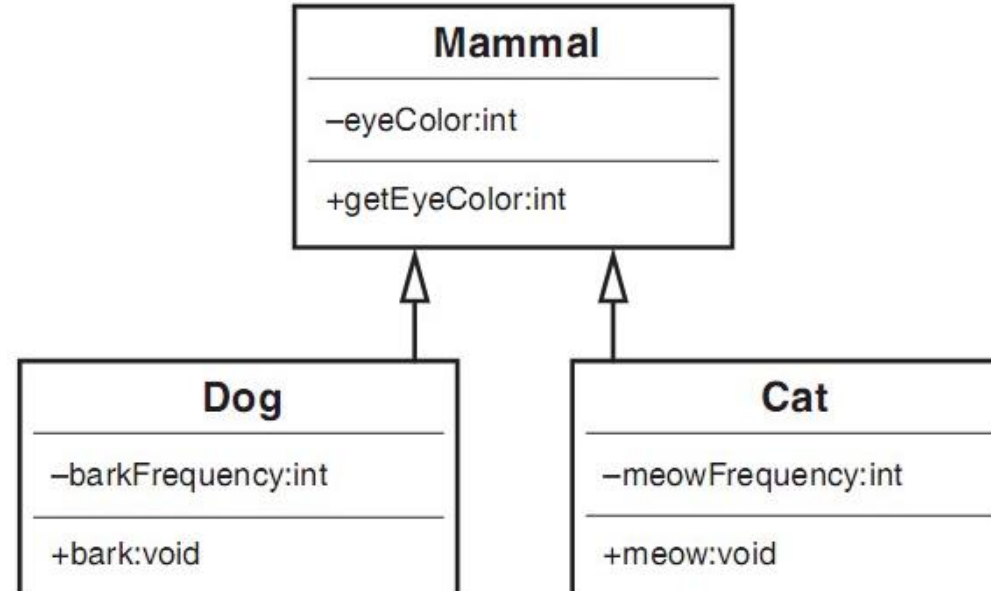 Mammal
–eyeColor:int
+getEyeColor:int
Dog
–barkFrequency:int
+bark:void
Cat
–meowFrequency:int
+meow:void